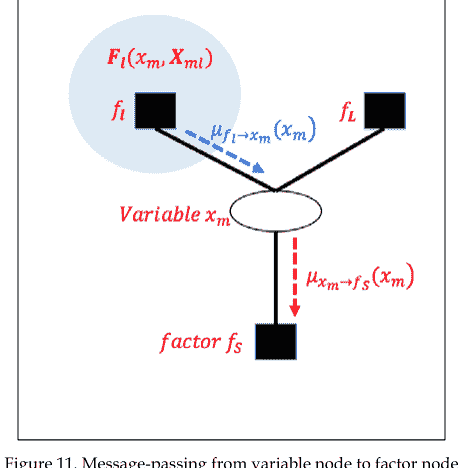 F_l(x_m, X_ml)
f_l
f_L
μ_{f_l→x_m}(x_m)
Variable x_m
μ_{x_m→f_S}(x_m)
factor f_S
Figure 11. Message-passing from variable node to factor node